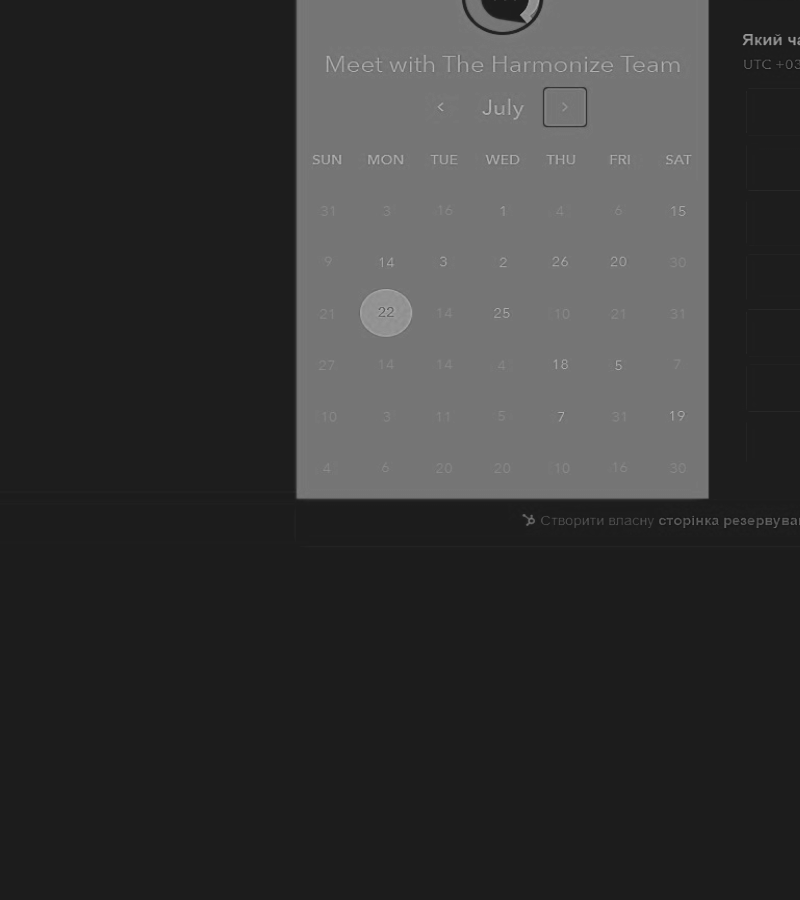 Який ча
UTC +03
Meet with The Harmonize Team
July
SUN MON TUE WED THU FRI SAT
31 3 16 1 4 6 15
9 14 3 2 26 20 30
21 22 14 25 10 21 31
27 14 14 4 18 5 7
10 3 11 5 7 31 19
4 6 20 20 10 16 30
Створити власну сторінка резервува